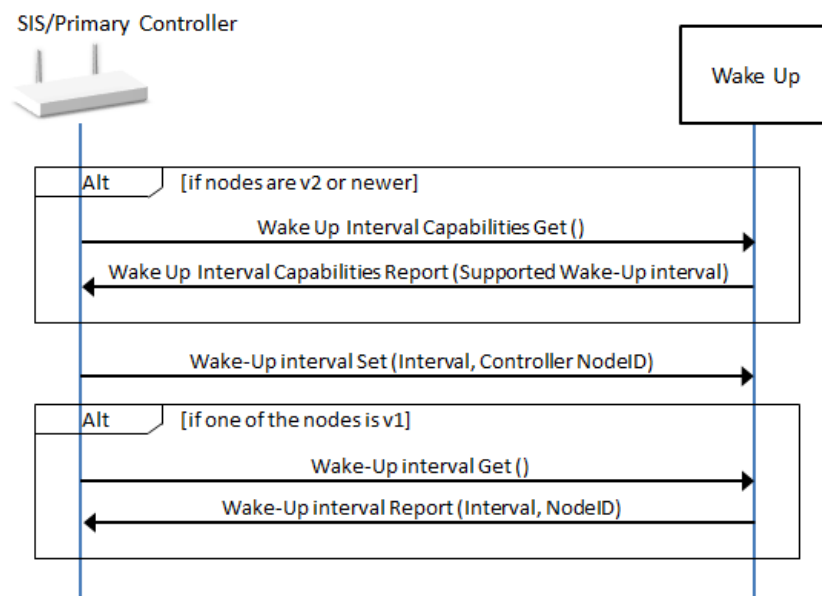 SIS/Primary Controller
Wake Up
Alt [if nodes are v2 or newer]
Wake Up Interval Capabilities Get ()
Wake Up Interval Capabilities Report (Supported Wake-Up interval)
Wake-Up interval Set (Interval, Controller NodeID)
Alt [if one of the nodes is v1]
Wake-Up interval Get ()
Wake-Up interval Report (Interval, NodeID)